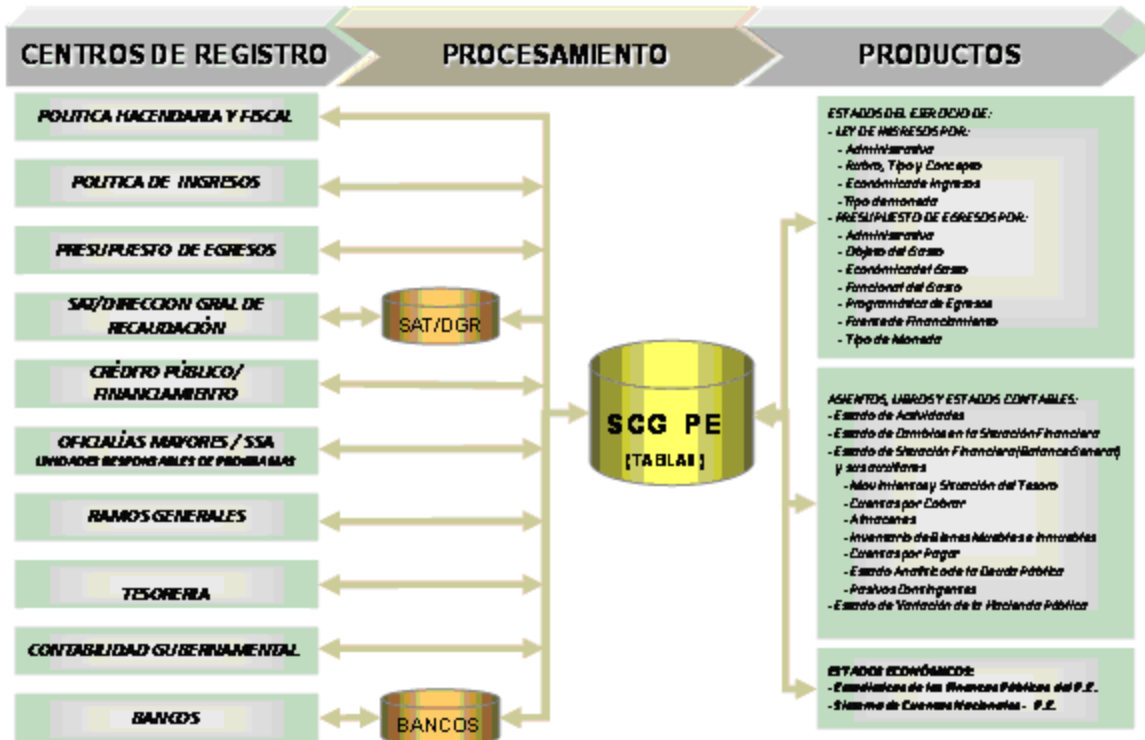 CENTROS DE REGISTRO
PROCESAMIENTO
PRODUCTOS
POLITICA HACENDARIA Y FISCAL
POLITICA DE INGRESOS
PRESUPUESTO DE EGRESOS
SAT/DIRECCION GRAL DE
RECAUDACIÓN
CRÉDITO PÚBLICO/
FINANCIAMIENTO
OFICIALÍAS MAYORES / SSA
UNIDADES RESPONSABLES DE PROGRAMAS
RAMOS GENERALES
TESORERIA
CONTABILIDAD GUBERNAMENTAL
BANCOS
SAT/DGR
BANCOS
SCG PE
(TABLAS)
ESTADOS DEL EJERCICIO DE:
- LEY DE INGRESOS POR:
- Administrativa
- Rubro, Tipo y Concepto
- Económica de Ingresos
- Tipo de moneda
- PRESUPUESTO DE EGRESOS POR:
- Administrativa
- Objeto del Gasto
- Económica del Gasto
- Funcional del Gasto
- Programática de Egresos
- Fuente de Financiamiento
- Tipo de Moneda
ASIENTOS, LIBROS Y ESTADOS CONTABLES:
- Estado de Actividades
- Estado de Cambios en la Situación Financiera
- Estado de Situación Financiera (Balance General)
y sus auxiliares
- Movimientos y Situación del Tesoro
- Cuentas por Cobrar
- Almacenes
- Inventario de Bienes Muebles e Inmuebles
- Cuentas por Pagar
- Estado Analítico de la Deuda Pública
- Pasivos Contingentes
- Estado de Variación de la Hacienda Pública
ESTADOS ECONÓMICOS:
- Estadísticas de las Finanzas Públicas del P.E.
- Sistema de Cuentas Nacionales - P.E.